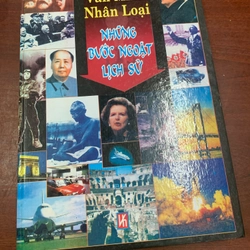 Nhân Loại
NHỮNG
BƯỚC NGOẶT
LỊCH SỬ